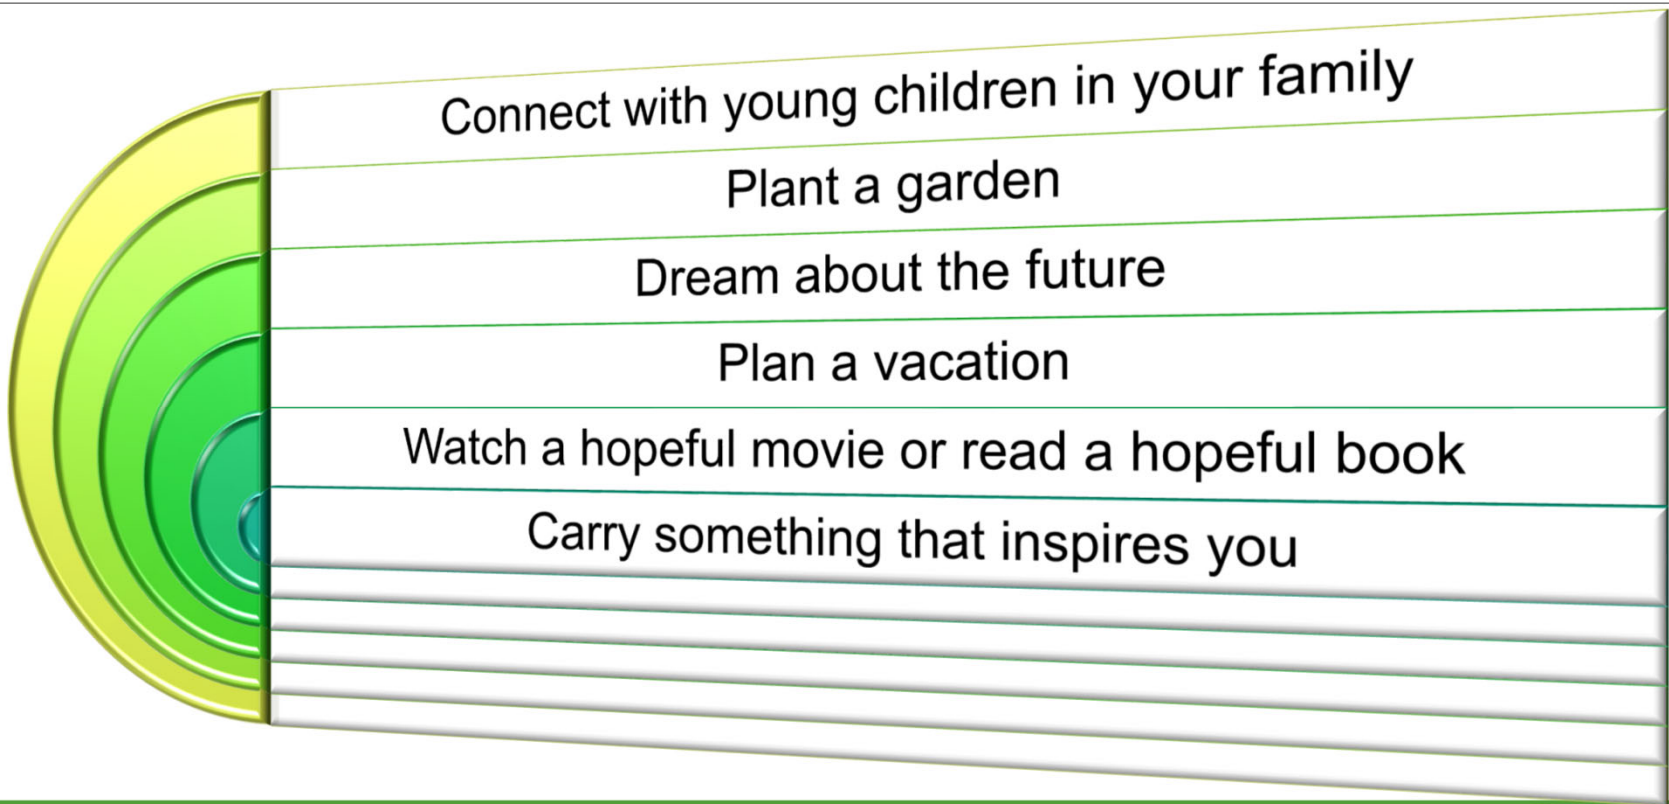 Connect with young children in your family
Plant a garden
Dream about the future
Plan a vacation
Watch a hopeful movie or read a hopeful book
Carry something that inspires you